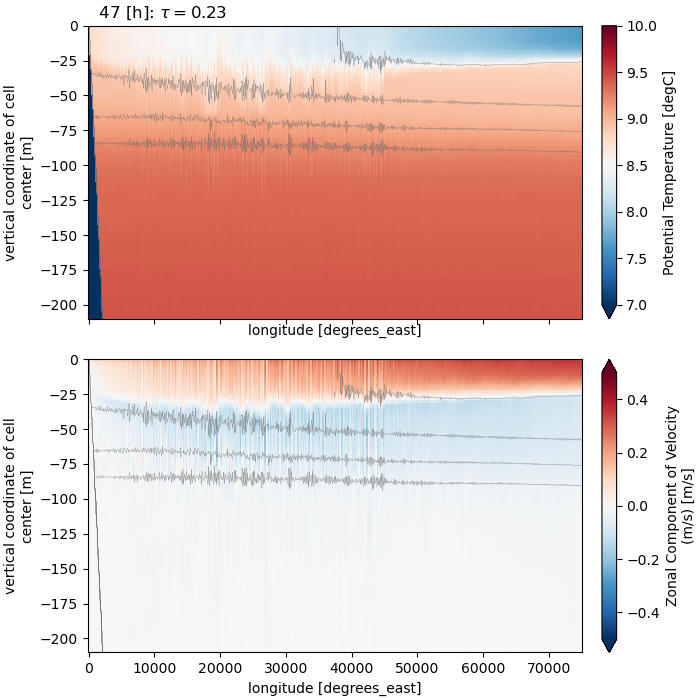 47 [h]: τ = 0.23
0
−25
−50
−75
−100
−125
−150
−175
−200
vertical coordinate of cell
center [m]
longitude [degrees_east]
10.0
9.5
9.0
8.5
8.0
7.5
7.0
Potential Temperature [degC]
0
−25
−50
−75
−100
−125
−150
−175
−200
vertical coordinate of cell
center [m]
0 10000 20000 30000 40000 50000 60000 70000
longitude [degrees_east]
0.4
0.2
0.0
−0.2
−0.4
Zonal Component of Velocity
(m/s) [m/s]